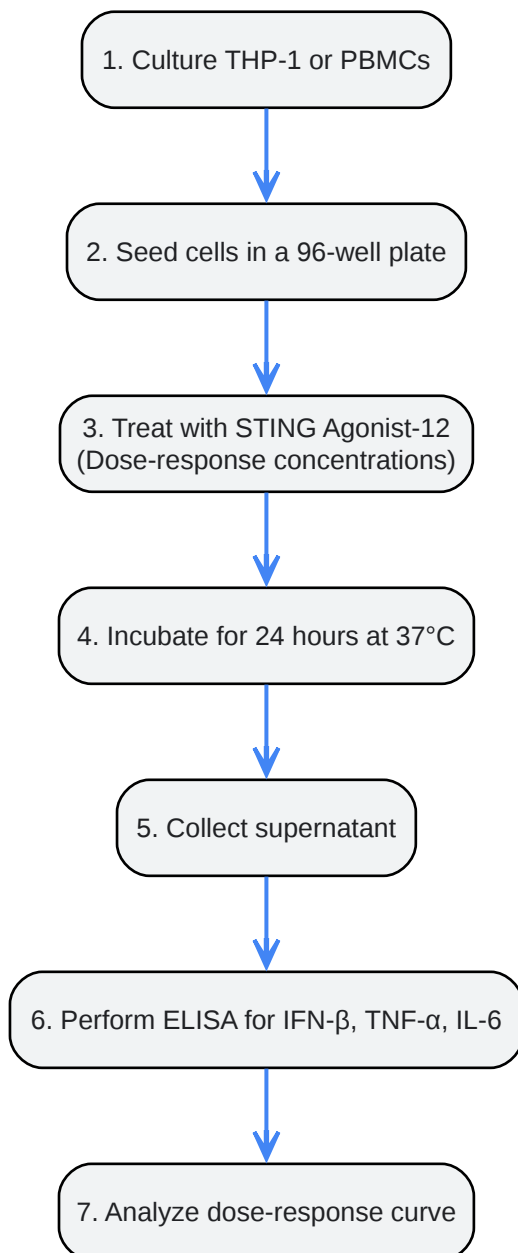 1. Culture THP-1 or PBMCs
2. Seed cells in a 96-well plate
3. Treat with STING Agonist-12
(Dose-response concentrations)
4. Incubate for 24 hours at 37°C
5. Collect supernatant
6. Perform ELISA for IFN-β, TNF-α, IL-6
7. Analyze dose-response curve